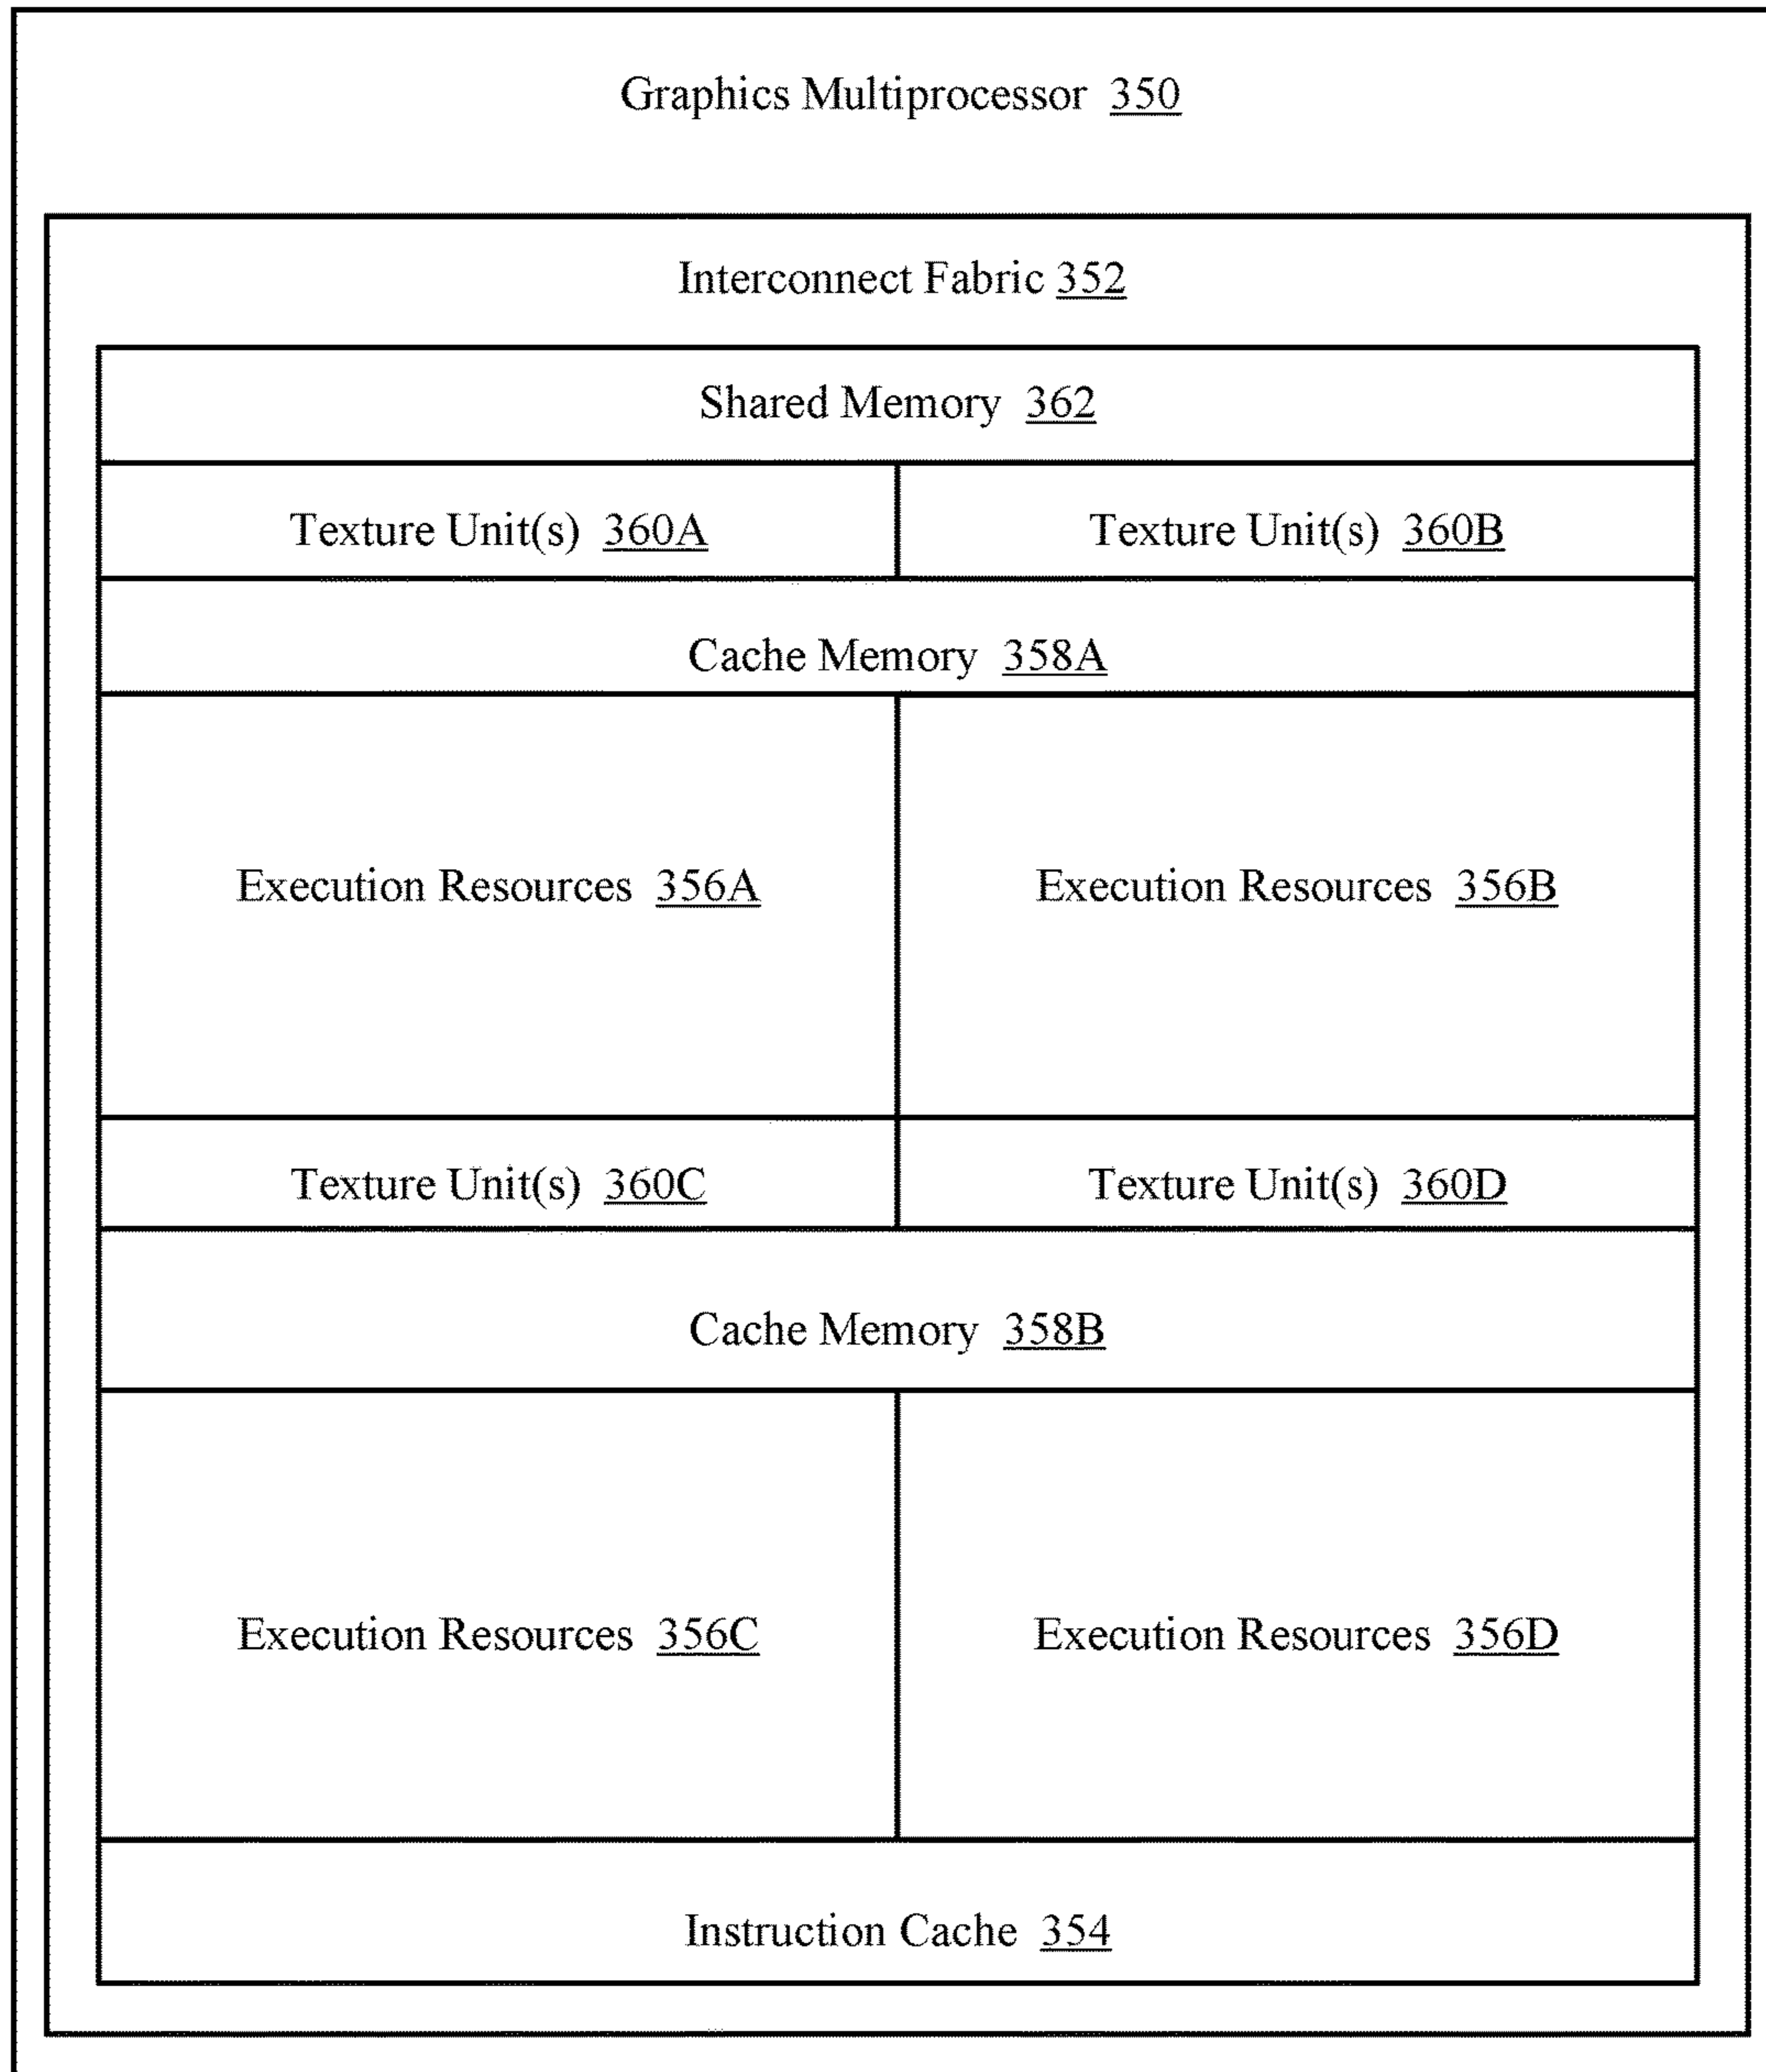 Graphics Multiprocessor 350
Interconnect Fabric 352
Shared Memory 362
Texture Unit(s) 360A
Texture Unit(s) 360B
Cache Memory 358A
Execution Resources 356A
Execution Resources 356B
Texture Unit(s) 360C
Texture Unit(s) 360D
Cache Memory 358B
Execution Resources 356C
Execution Resources 356D
Instruction Cache 354